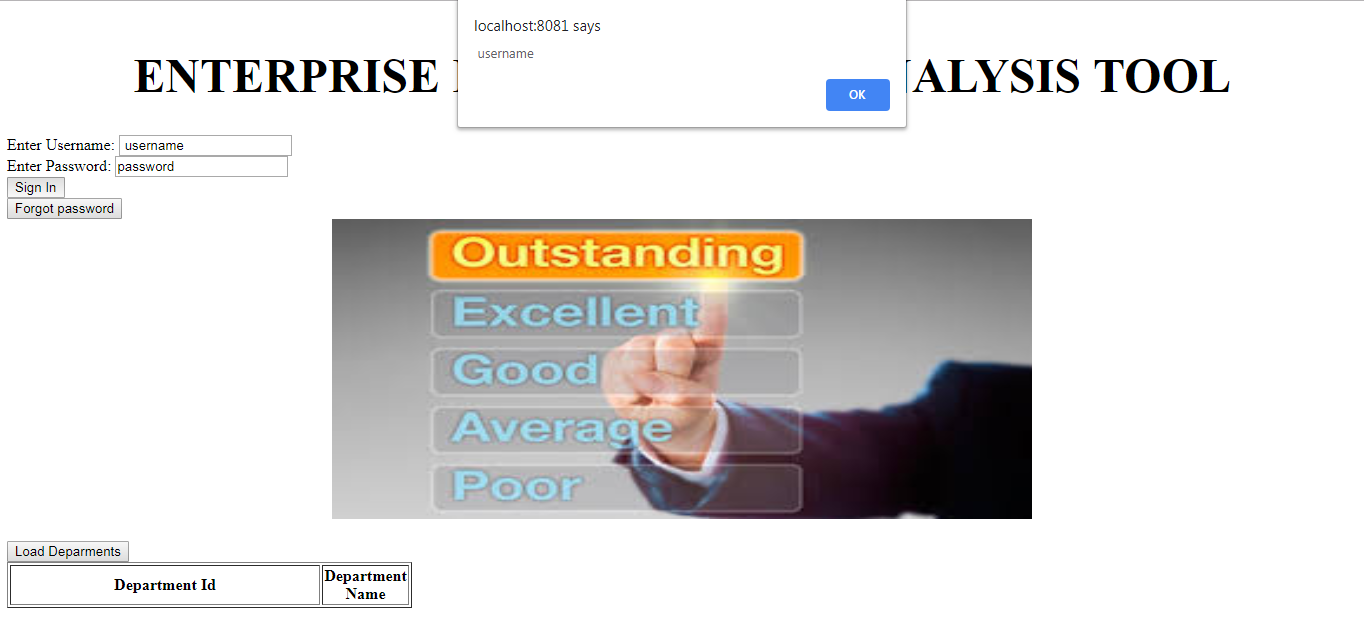 localhost:8081 says
username
OK
ENTERPRISE ALYSIS TOOL
Enter Username: username
Enter Password: password
Sign In
Forgot password
Outstanding
Excellent
Good
Average
Poor
Load Deparments
Department Id
Department
Name